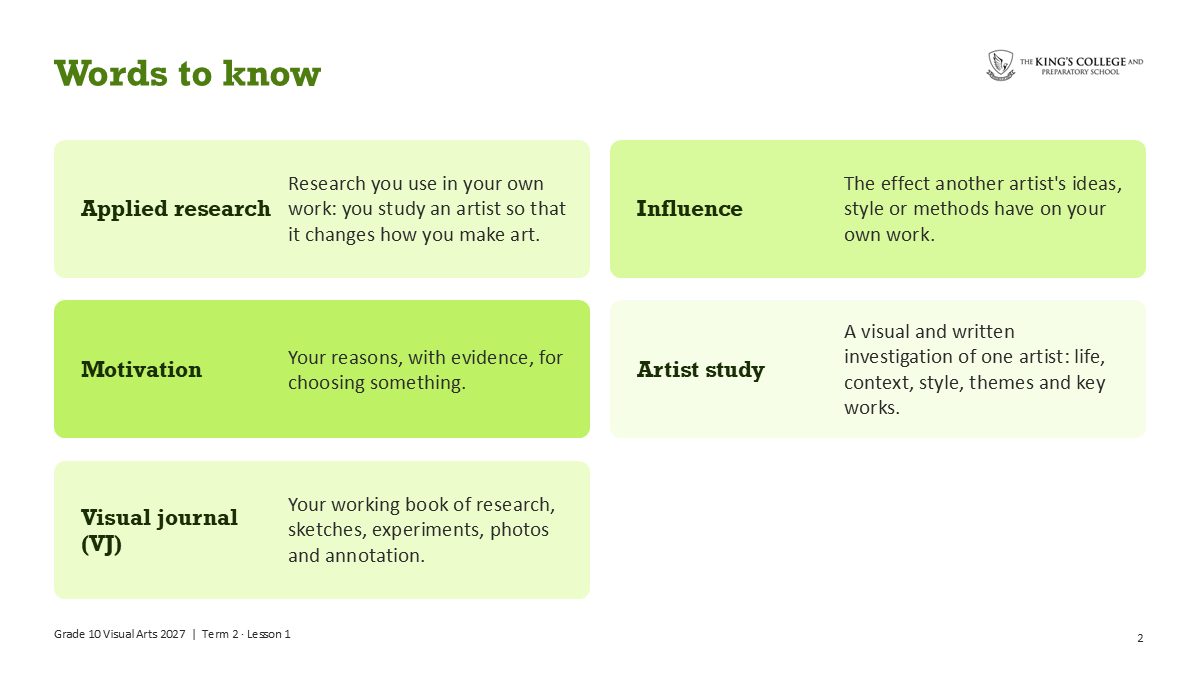 Words to know
THE KING'S COLLEGE AND
PREPARATORY SCHOOL
Applied research
Research you use in your own
work: you study an artist so that
it changes how you make art.
Influence
The effect another artist's ideas,
style or methods have on your
own work.
Motivation
Your reasons, with evidence, for
choosing something.
Artist study
A visual and written
investigation of one artist: life,
context, style, themes and key
works.
Visual journal
(VJ)
Your working book of research,
sketches, experiments, photos
and annotation.
Grade 10 Visual Arts 2027 | Term 2 · Lesson 1
2